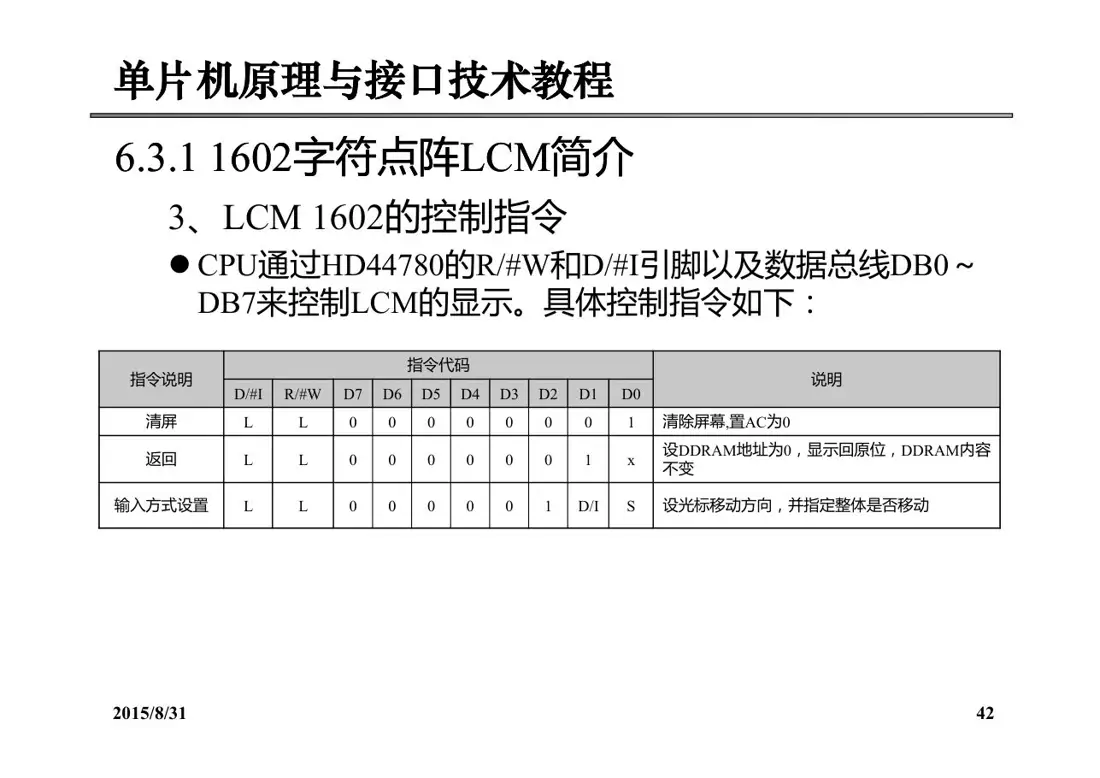 单片机原理与接口技术教程
6.3.1 1602字符点阵LCM简介
3、LCM 1602的控制指令
●CPU通过HD44780的R/#W和D/#I引脚以及数据总线DB0～
DB7来控制LCM的显示。具体控制指令如下：
指令说明 指令代码 说明
D/#I R/#W D7 D6 D5 D4 D3 D2 D1 D0
清屏 L L 0 0 0 0 0 0 0 1 清除屏幕,置AC为0
返回 L L 0 0 0 0 0 0 1 x 设DDRAM地址为0，显示回原位，DDRAM内容
不变
输入方式设置 L L 0 0 0 0 0 1 D/I S 设光标移动方向，并指定整体是否移动
2015/8/31 42